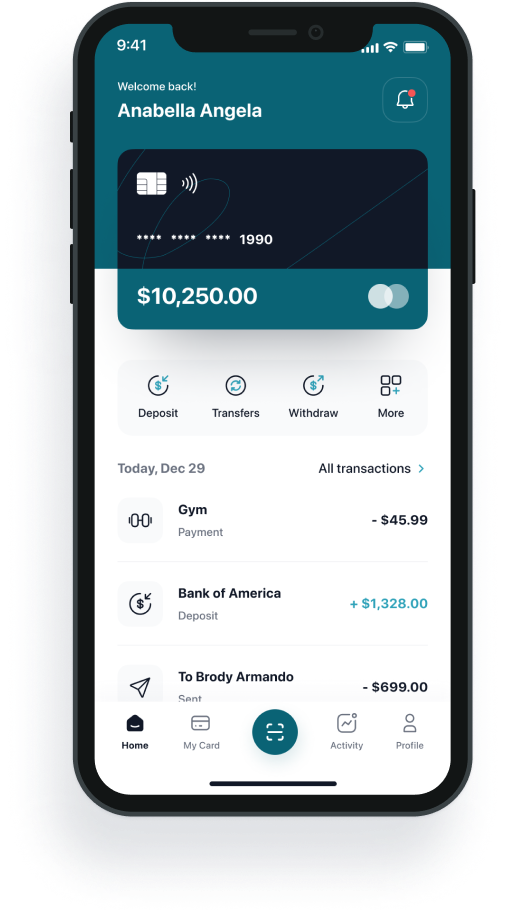 9:41
Welcome back!
Anabella Angela
**** **** **** 1990
$10,250.00
Deposit Transfers Withdraw More
Today, Dec 29 All transactions
Gym
- $45.99
Payment
Bank of America
+ $1,328.00
Deposit
To Brody Armando
- $699.00
Sent
Home My Card Activity Profile